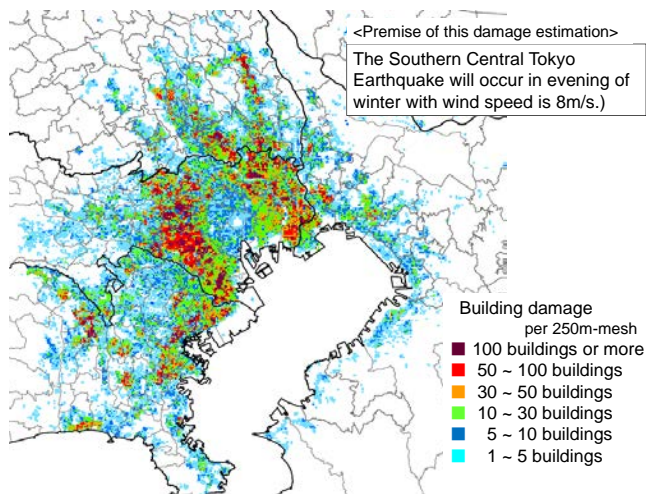 <Premise of this damage estimation>
The Southern Central Tokyo
Earthquake will occur in evening of
winter with wind speed is 8m/s.)
Building damage
per 250m-mesh
100 buildings or more
50 ~ 100 buildings
30 ~ 50 buildings
10 ~ 30 buildings
5 ~ 10 buildings
1 ~ 5 buildings